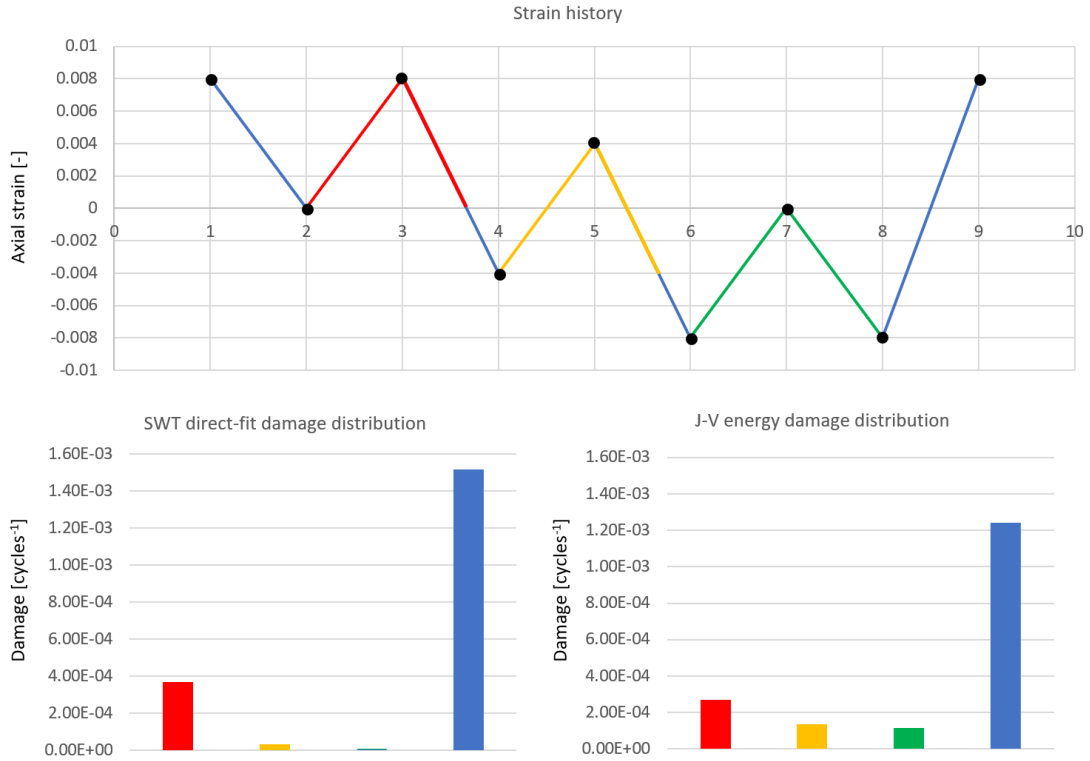 Strain history
0.01
0.008
0.006
0.004
0.002
0
-0.002
-0.004
-0.006
-0.008
-0.01
Axial strain [-]
0 1 2 3 4 5 6 7 8 9 10
SWT direct-fit damage distribution
1.60E-03
1.40E-03
1.20E-03
1.00E-03
8.00E-04
6.00E-04
4.00E-04
2.00E-04
0.00E+00
Damage [cycles⁻¹]
J-V energy damage distribution
1.60E-03
1.40E-03
1.20E-03
1.00E-03
8.00E-04
6.00E-04
4.00E-04
2.00E-04
0.00E+00
Damage [cycles⁻¹]